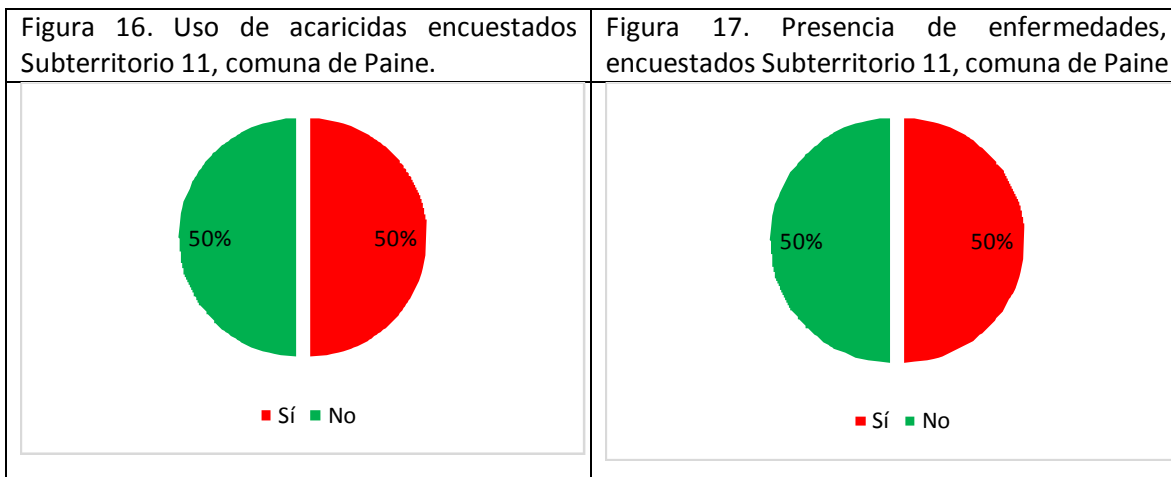 Figura 16. Uso de acaricidas encuestados
Subterritorio 11, comuna de Paine.
50%
50%
Sí
No
Figura 17. Presencia de enfermedades,
encuestados Subterritorio 11, comuna de Paine
50%
50%
Sí
No